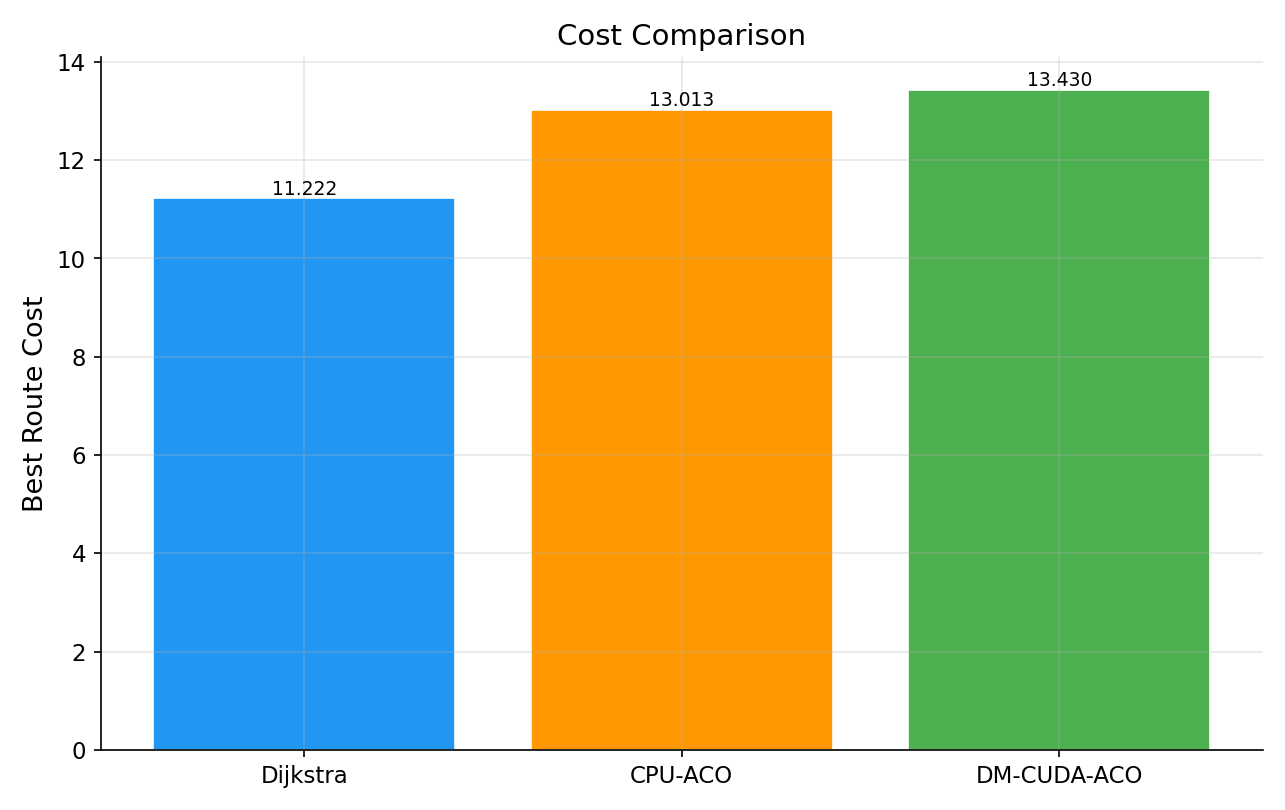 Cost Comparison
Best Route Cost
14
12
10
8
6
4
2
0
11.222
13.013
13.430
Dijkstra
CPU-ACO
DM-CUDA-ACO